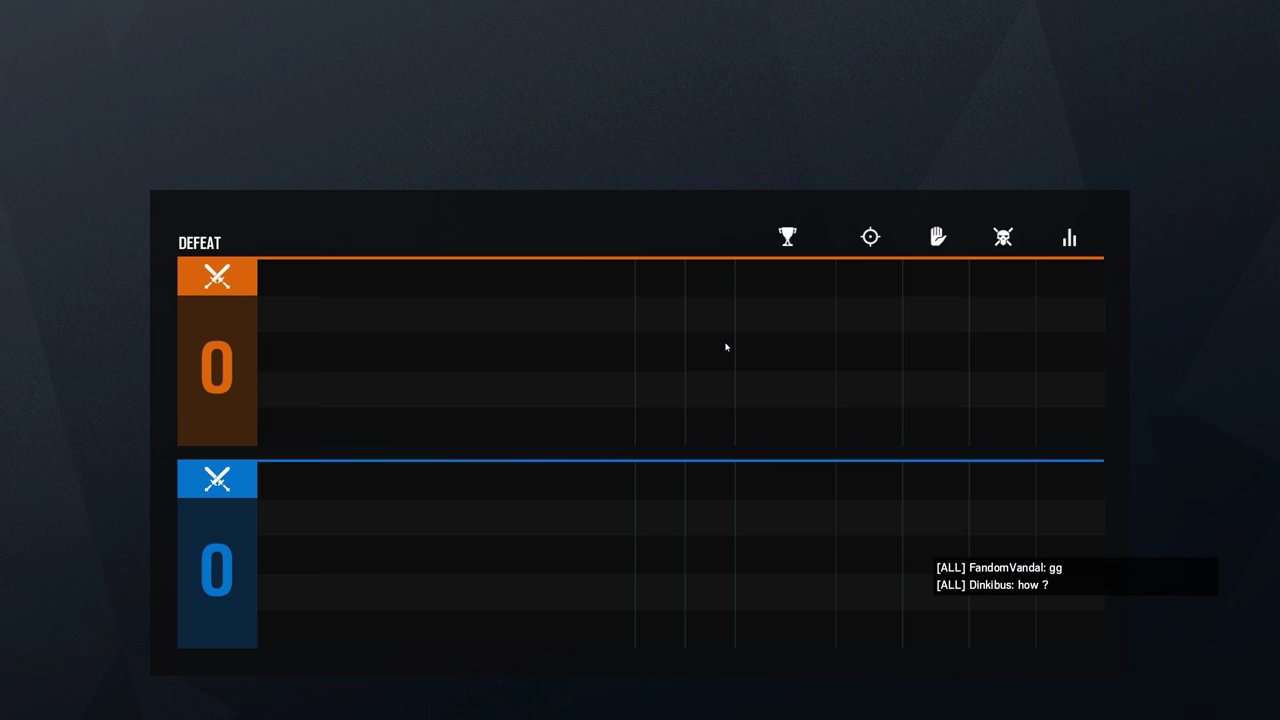 DEFEAT
0
0
[ALL] FandomVandal: gg
[ALL] Dinkibus: how ?